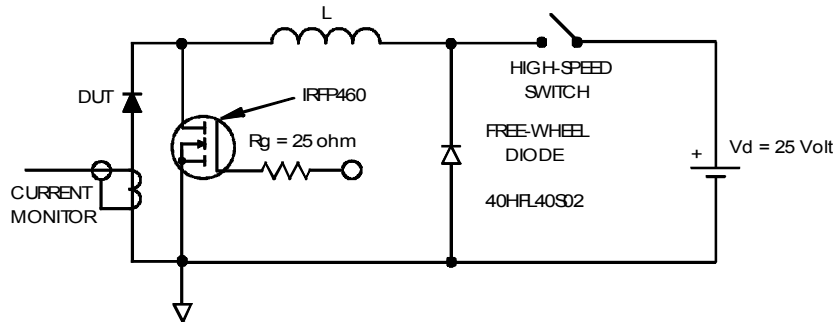 L
HIGH-SPEED
SWITCH
DUT
IRFP460
Rg = 25 ohm
FREE-WHEEL
DIODE
40HFL40S02
+
Vd = 25 Volt
CURRENT
MONITOR